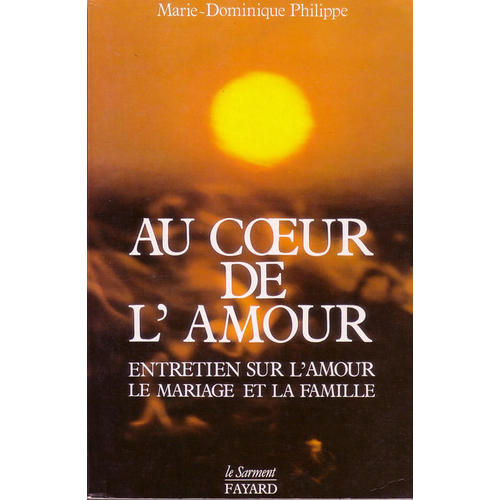 Marie-Dominique Philippe
AU CŒUR
DE
L'AMOUR
ENTRETIEN SUR L'AMOUR
LE MARIAGE ET LA FAMILLE
le Sarment
FAYARD